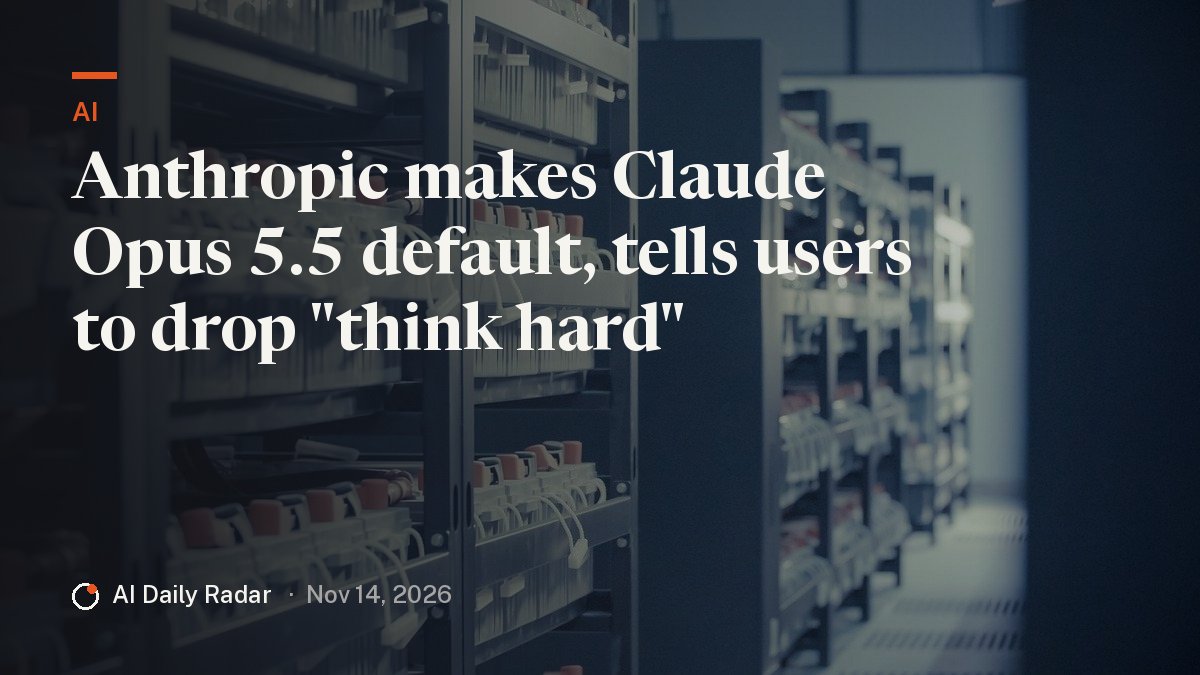 AI
Anthropic makes Claude
Opus 5.5 default, tells users
to drop "think hard"
AI Daily Radar · Nov 14, 2026